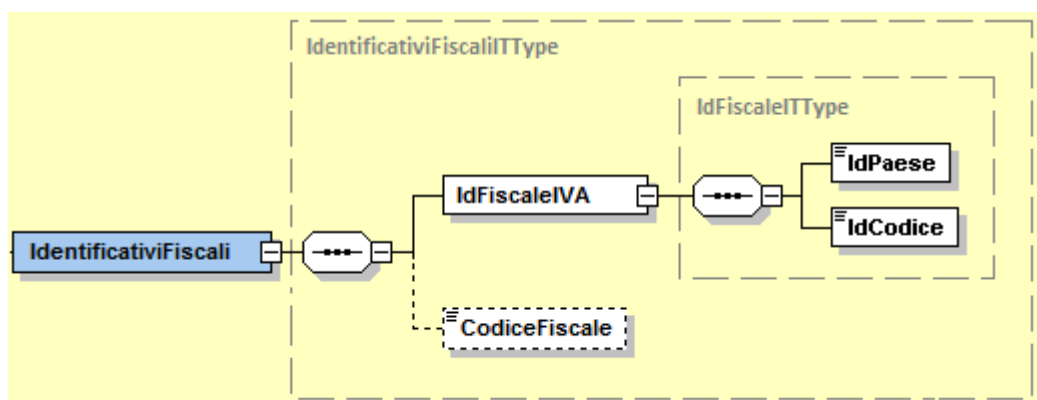 IdentificativiFiscaliITType
IdFiscaleITType
IdPaese
IdFiscaleIVA
IdCodice
IdentificativiFiscali
CodiceFiscale